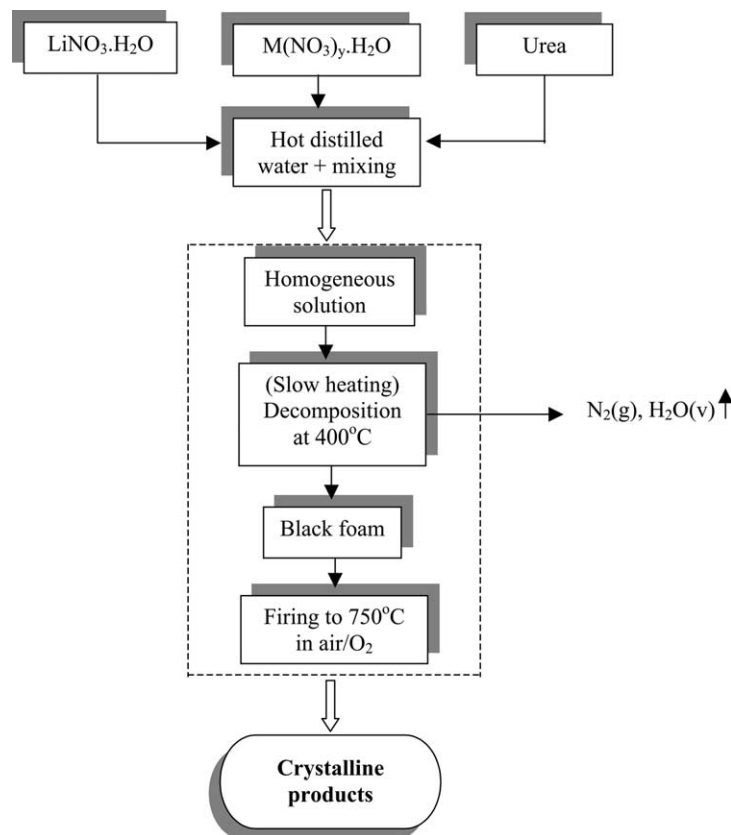 LiNO₃.H₂O
M(NO₃)ᵧ.H₂O
Urea
Hot distilled
water + mixing
Homogeneous
solution
(Slow heating)
Decomposition
at 400°C
N₂(g), H₂O(v)
Black foam
Firing to 750°C
in air/O₂
Crystalline
products